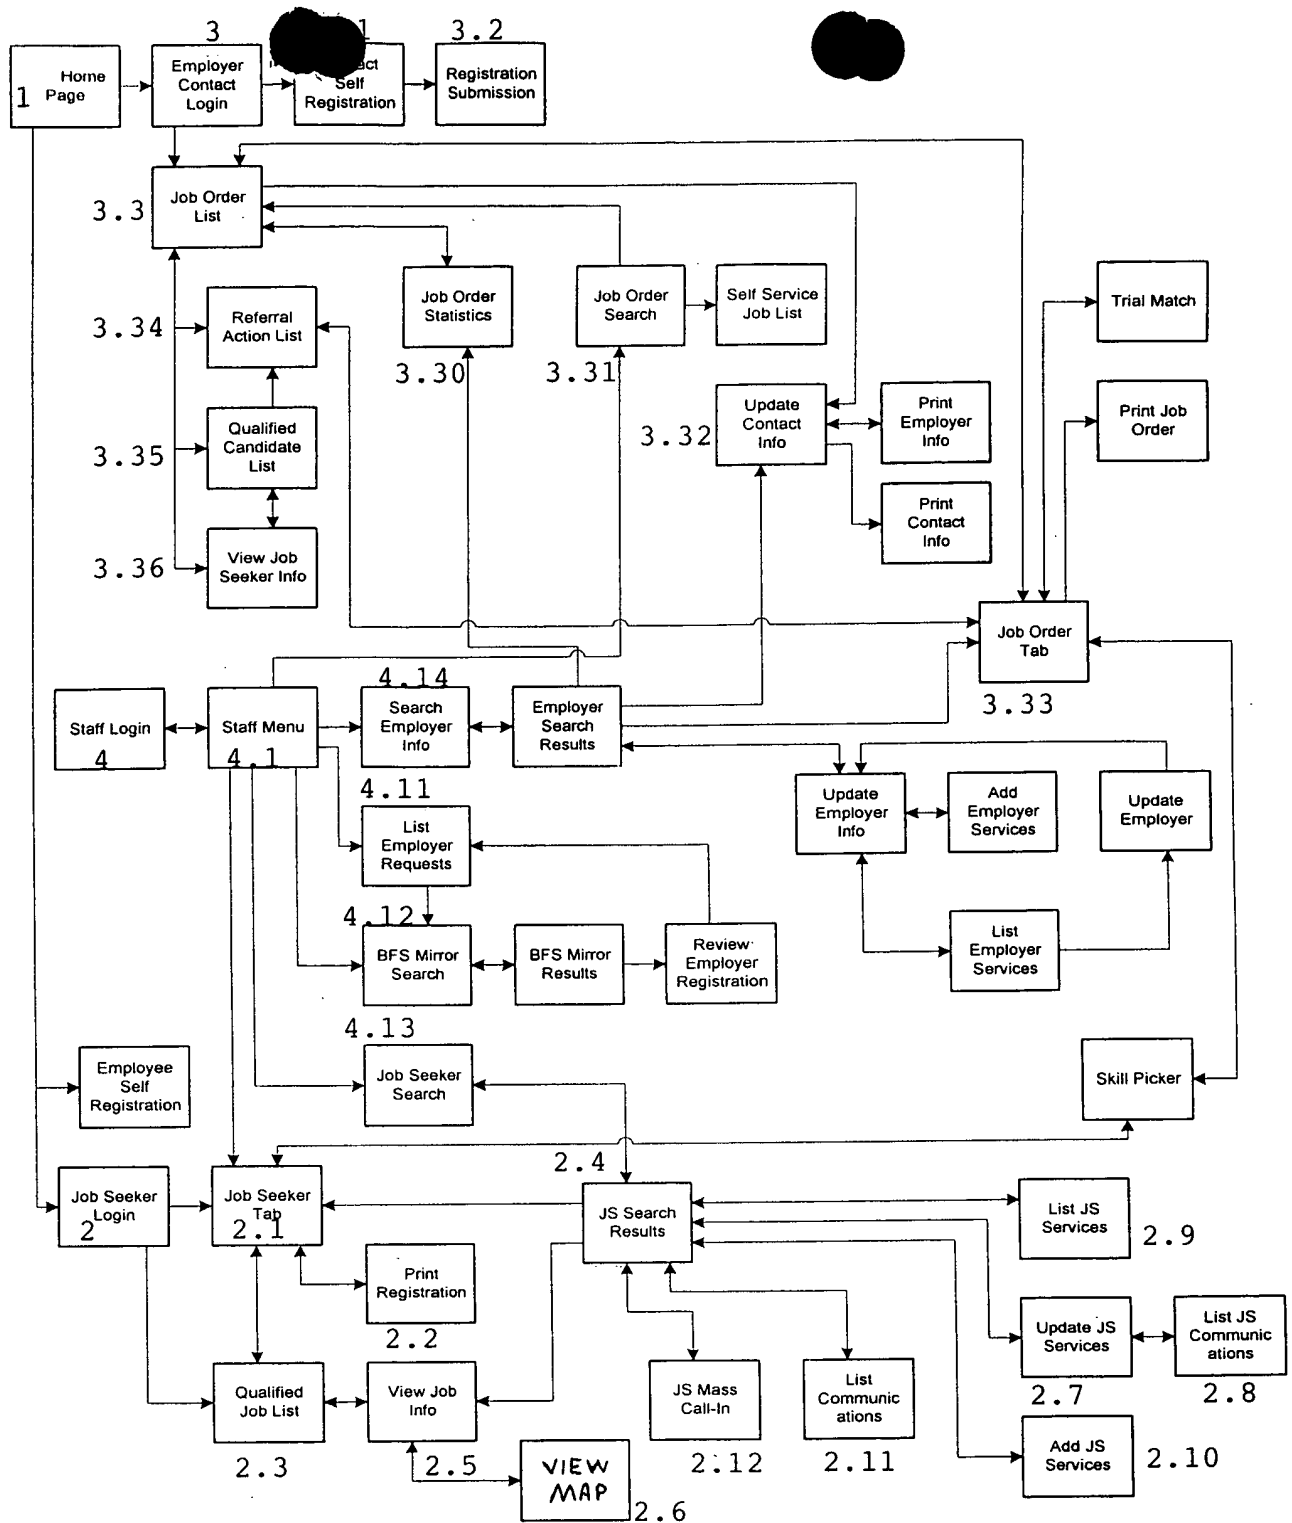 3
1
3.2
1
Home
Page
Employer
Contact
Login
Self
Registration
Registration
Submission
3.3
Job Order
List
3.34
Referral
Action List
Job Order
Statistics
3.30
Job Order
Search
3.31
Self Service
Job List
Trial Match
3.35
Qualified
Candidate
List
3.32
Update
Contact
Info
Print
Employer
Info
Print Job
Order
Print
Contact
Info
3.36
View Job
Seeker Info
Job Order
Tab
3.33
Staff Login
4
Staff Menu
4.1
4.14
Search
Employer
Info
Employer
Search
Results
4.11
List
Employer
Requests
Update
Employer
Info
Add
Employer
Services
Update
Employer
4.12
BFS Mirror
Search
BFS Mirror
Results
Review
Employer
Registration
List
Employer
Services
4.13
Job Seeker
Search
Employee
Self
Registration
Skill Picker
Job Seeker
Login
2
Job Seeker
Tab
2.1
2.4
JS Search
Results
List JS
Services
2.9
Print
Registration
2.2
Update JS
Services
2.7
List JS
Communic
ations
2.8
Qualified
Job List
2.3
View Job
Info
2.5
JS Mass
Call-In
2.12
List
Communic
ations
2.11
Add JS
Services
2.10
VIEW
MAP
2.6